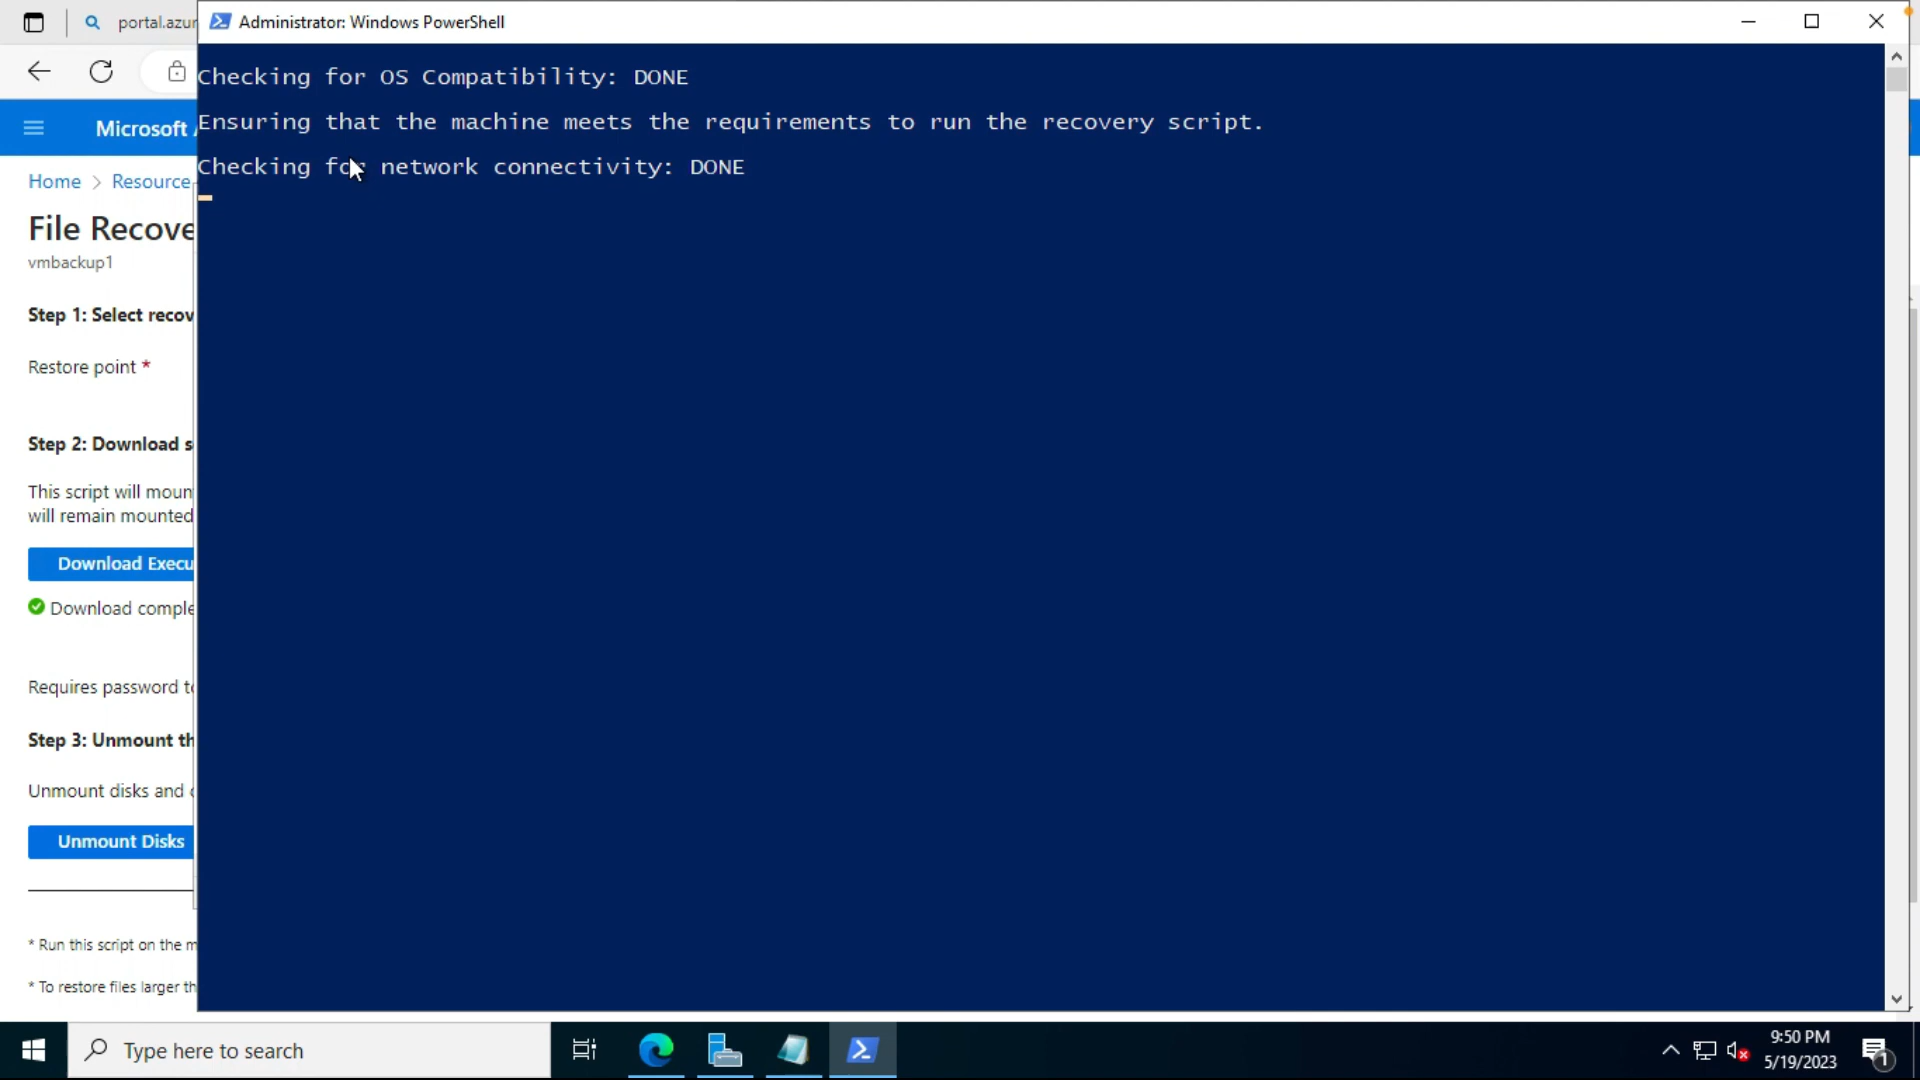 portal.azur
Administrator: Windows PowerShell
Checking for OS Compatibility: DONE
Ensuring that the machine meets the requirements to run the recovery script.
Checking for network connectivity: DONE
Microsoft
Home > Resource
File Recove
vmbackup1
Step 1: Select recov
Restore point *
Step 2: Download s
This script will moun
will remain mounted
Download Execu
Download comple
Requires password to
Step 3: Unmount th
Unmount disks and
Unmount Disks
* Run this script on the m
* To restore files larger th
Type here to search
9:50 PM
5/19/2023
1